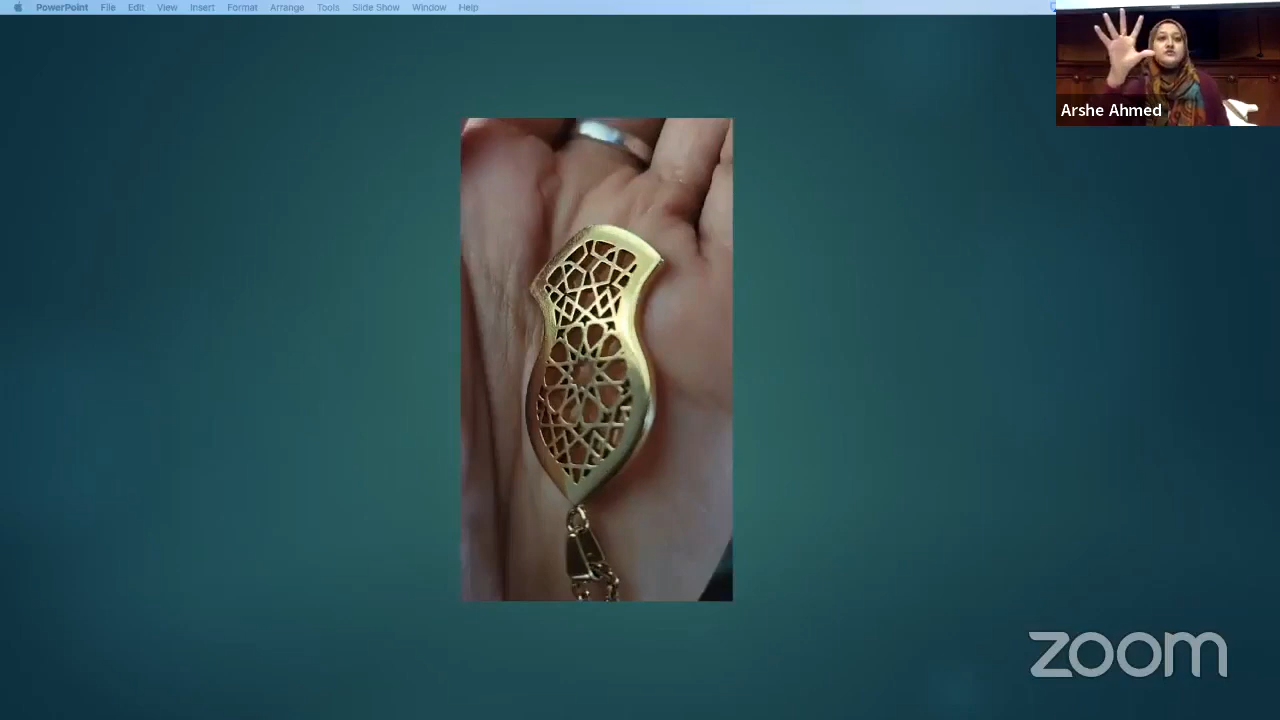 PowerPoint File Edit View Insert Format Arrange Tools Slide Show Window Help
Arshe Ahmed
zoom